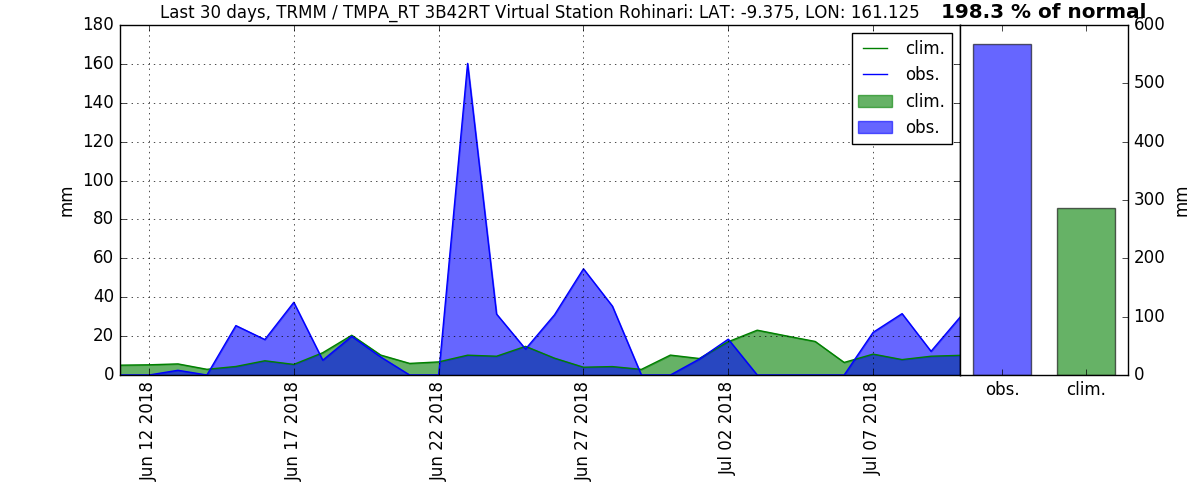 Last 30 days, TRMM / TMPA_RT 3B42RT Virtual Station Rohinari: LAT: -9.375, LON: 161.125
198.3 % of normal
180
160
140
120
100
80
60
40
20
0
mm
clim.
obs.
clim.
obs.
Jun 12 2018
Jun 17 2018
Jun 22 2018
Jun 27 2018
Jul 02 2018
Jul 07 2018
600
500
400
300
200
100
0
mm
obs.
clim.